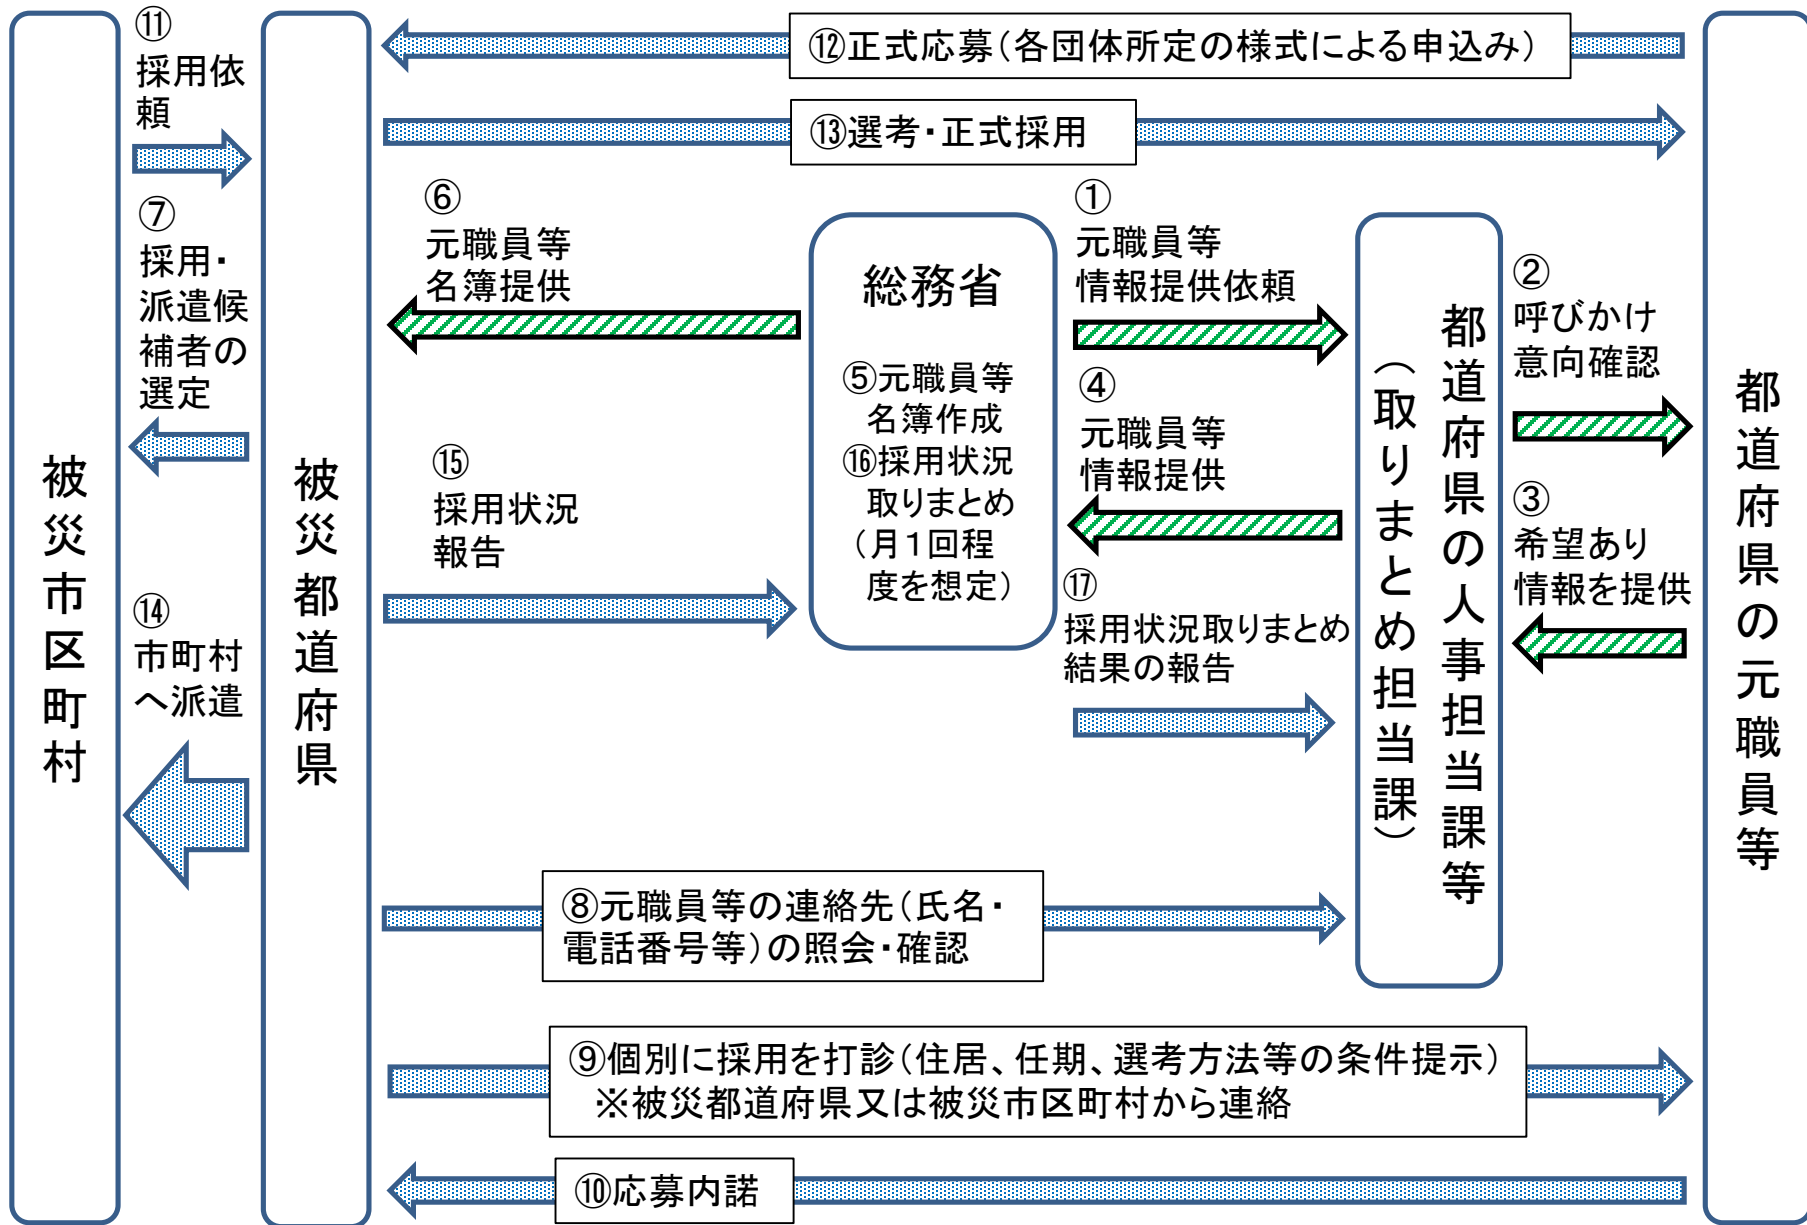 ⑪
採用依
頼
⑫正式応募（各団体所定の様式による申込み）
⑬選考・正式採用
⑦
採用・
派遣候
補者の
選定
⑥
元職員等
名簿提供
総務省
⑤元職員等
名簿作成
⑯採用状況
取りまとめ
（月１回程
度を想定）
①
元職員等
情報提供依頼
④
元職員等
情報提供
②
呼びかけ
意向確認
③
希望あり
情報を提供
⑮
採用状況
報告
⑰
採用状況取りまとめ
結果の報告
⑭
市町村
へ派遣
被災市区町村
被災都道府県
都道府県の人事担当課等
（取りまとめ担当課）
都道府県の元職員等
⑧元職員等の連絡先（氏名・
電話番号等）の照会・確認
⑨個別に採用を打診（住居、任期、選考方法等の条件提示）
※被災都道府県又は被災市区町村から連絡
⑩応募内諾